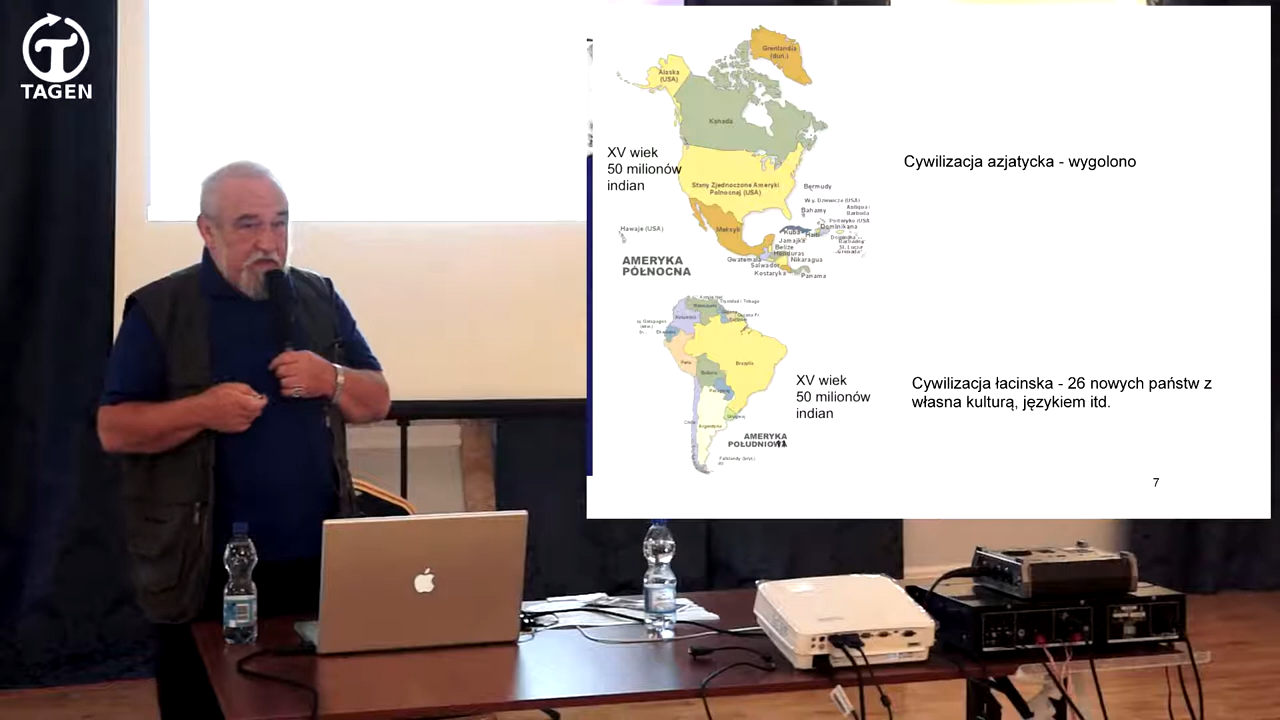 TAGEN
Grenlandia
(dun.)
Alaska
(USA)
Kanada
XV wiek
50 milionów
indian
Cywilizacja azjatycka - wygolono
Stany Zjednoczone Ameryki
Północnej (USA)
Bermudy
Bahamy
Hawaje (USA)
Meksyk
Kuba
Haiti
Dominikana
Jamajka
Belize
Honduras
Gwatemala
Nikaragua
Salwador
Kostaryka
Panama
AMERYKA
PÓŁNOCNA
Brazylia
Peru
Boliwia
Argentyna
XV wiek
50 milionów
indian
Cywilizacja łacinska - 26 nowych państw z
własna kulturą, językiem itd.
AMERYKA
POŁUDNIOWA
7